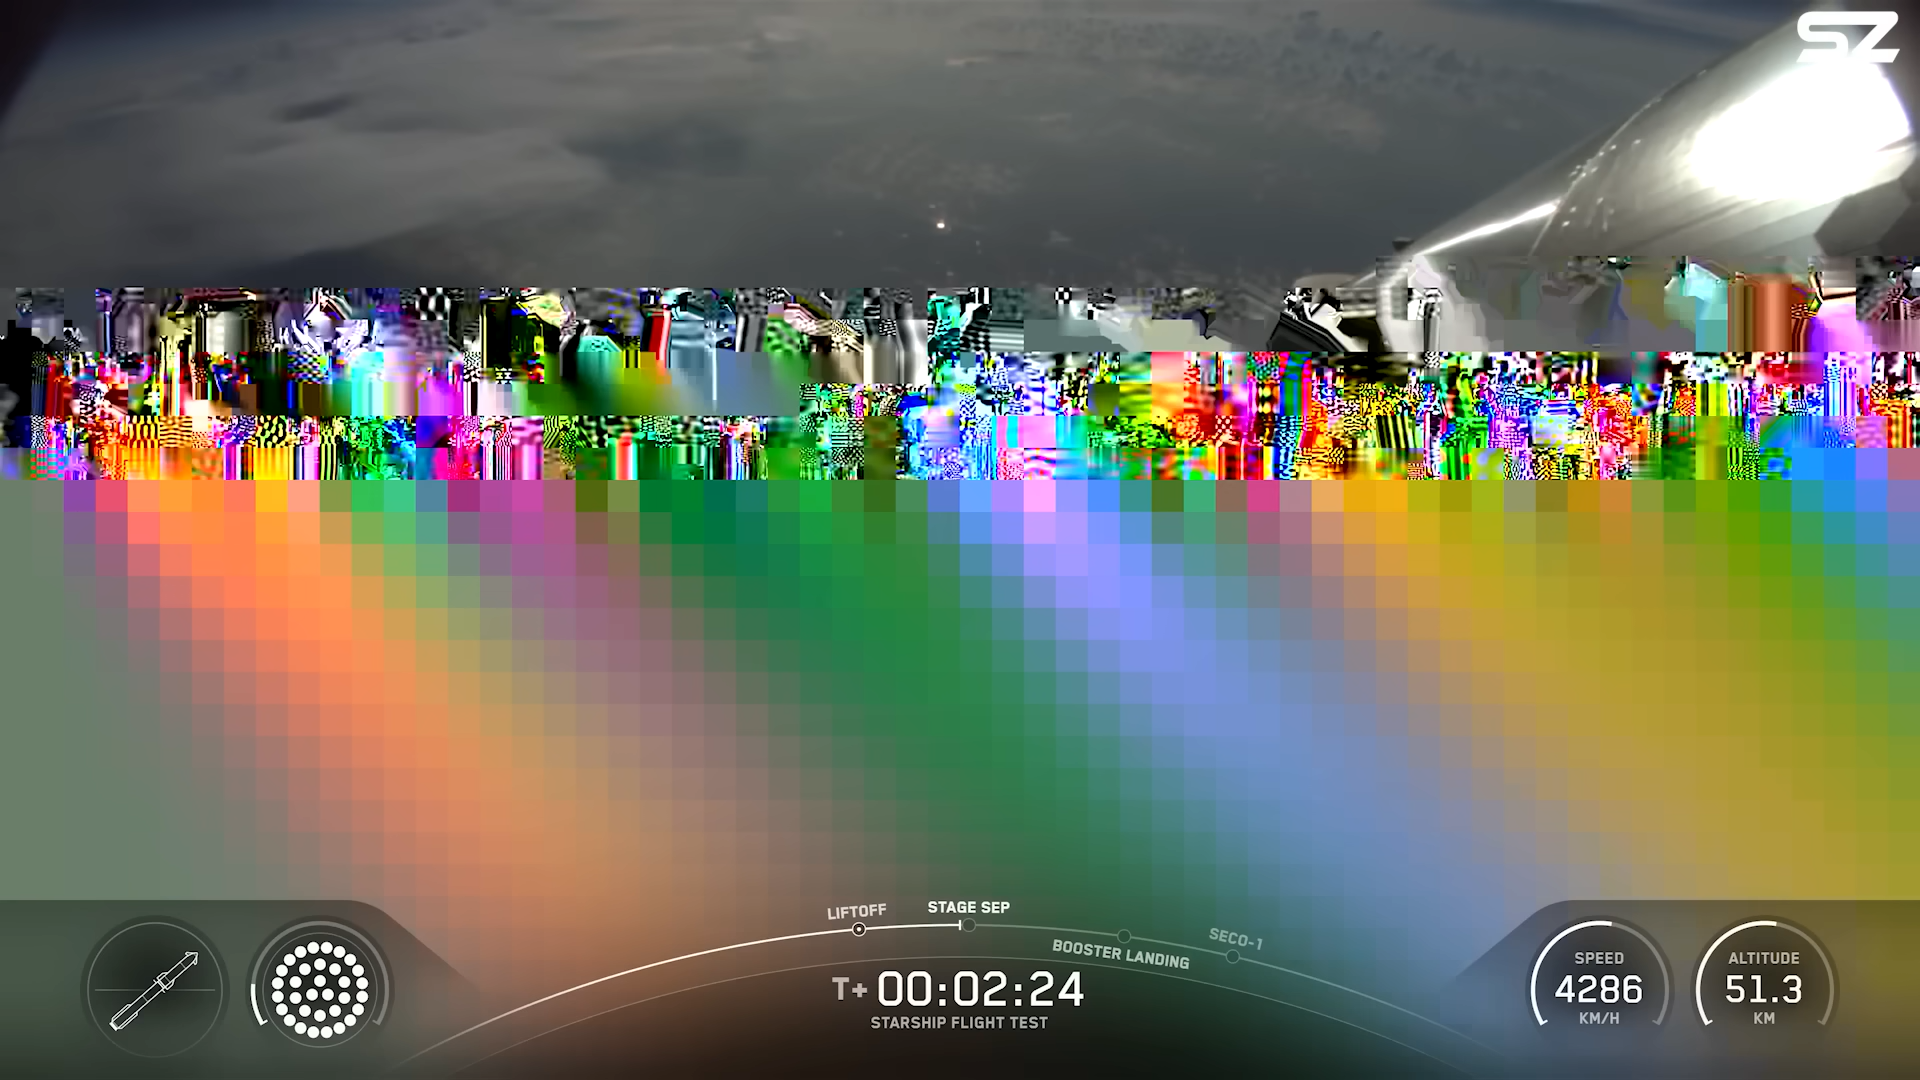 SZ
LIFTOFF
STAGE SEP
BOOSTER LANDING
SECO-1
T+ 00:02:24
STARSHIP FLIGHT TEST
SPEED
4286
KM/H
ALTITUDE
51.3
KM